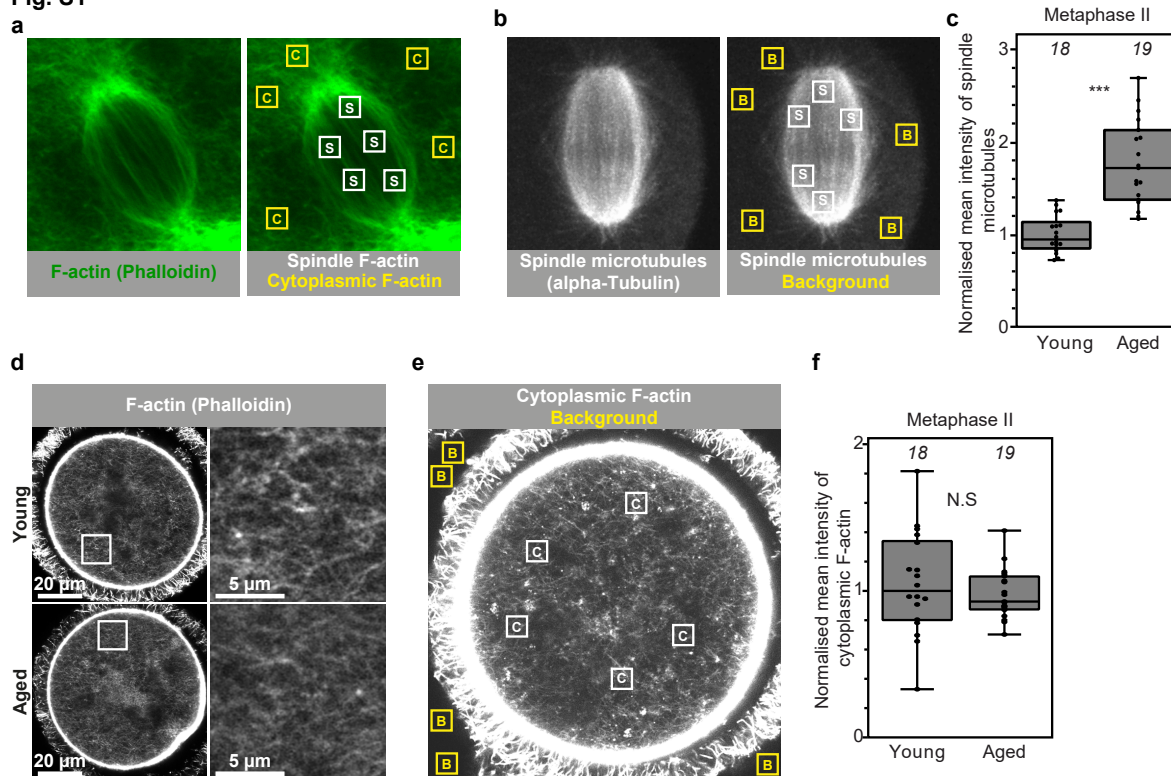 Fig. S1
a
C
C
C
C
C
S
S
S
S
S
F-actin (Phalloidin)
Spindle F-actin
Cytoplasmic F-actin
b
B
B
B
B
B
S
S
S
S
S
Spindle microtubules
(alpha-Tubulin)
Spindle microtubules
Background
c
Metaphase II
Normalised mean intensity of spindle
microtubules
3
2
1
0
18
19
***
Young
Aged
d
F-actin (Phalloidin)
Young
20 µm
5 µm
Aged
20 µm
5 µm
e
Cytoplasmic F-actin
Background
B
B
C
C
C
C
C
B
B
B
f
Metaphase II
Normalised mean intensity of
cytoplasmic F-actin
2
1
0
18
19
N.S
Young
Aged